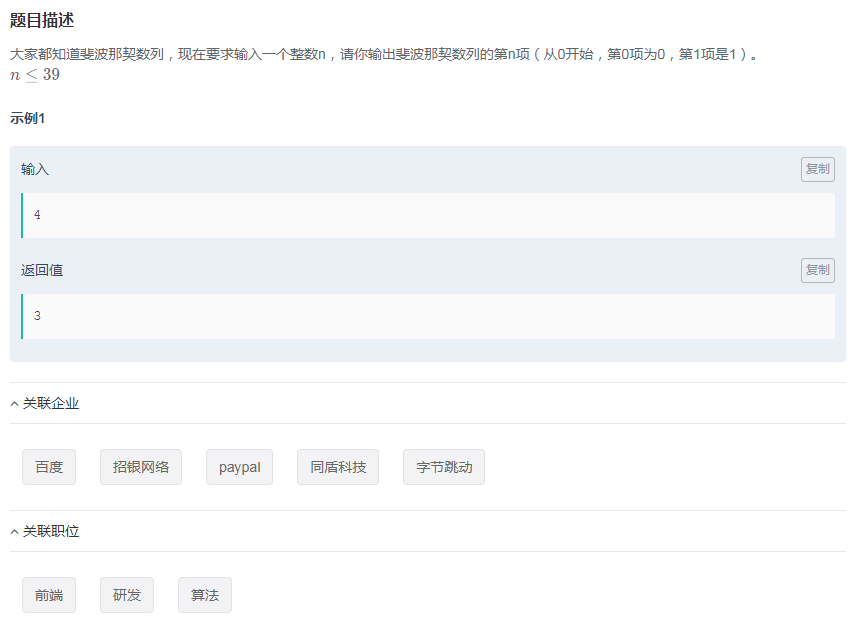 题目描述
大家都知道斐波那契数列，现在要求输入一个整数n，请你输出斐波那契数列的第n项（从0开始，第0项为0，第1项是1）。
n ≤ 39
示例1
输入
复制
4
返回值
复制
3
关联企业
百度 招银网络 paypal 同盾科技 字节跳动
关联职位
前端 研发 算法